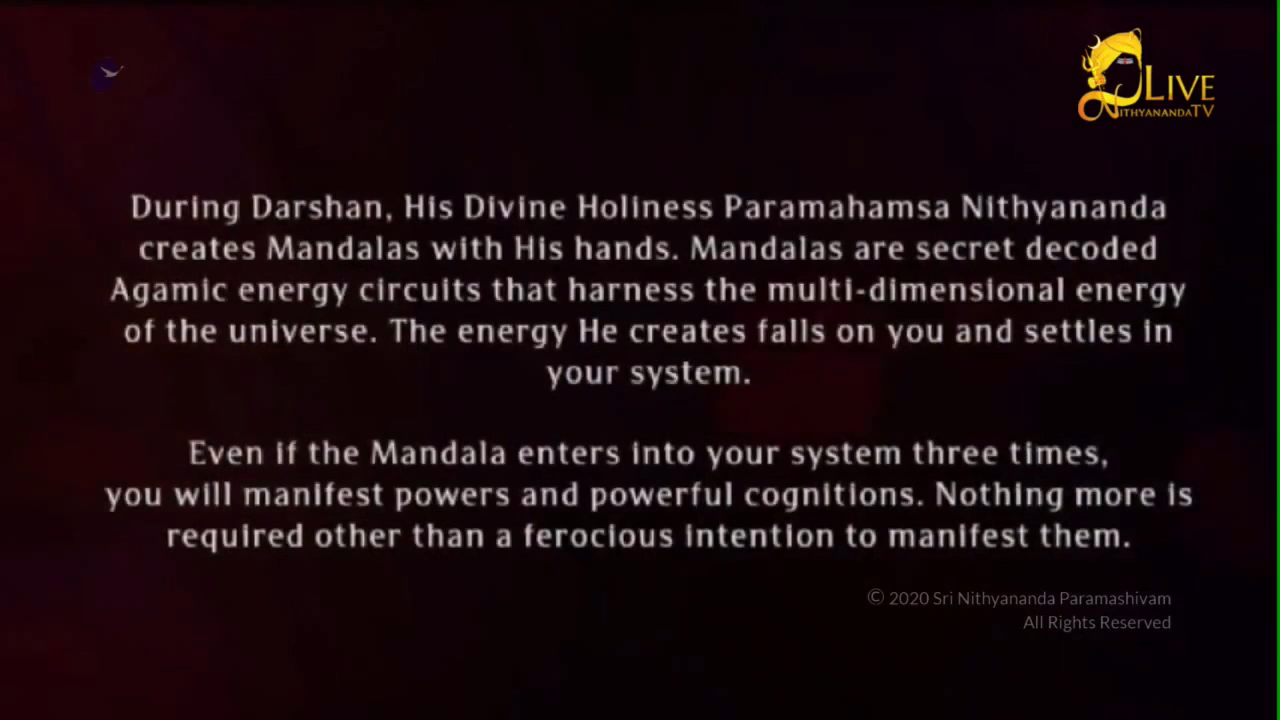 LIVE
NITHYANANDATV
During Darshan, His Divine Holiness Paramahamsa Nithyananda
creates Mandalas with His hands. Mandalas are secret decoded
Agamic energy circuits that harness the multi-dimensional energy
of the universe. The energy He creates falls on you and settles in
your system.
Even if the Mandala enters into your system three times,
you will manifest powers and powerful cognitions. Nothing more is
required other than a ferocious intention to manifest them.
© 2020 Sri Nithyananda Paramashivam
All Rights Reserved